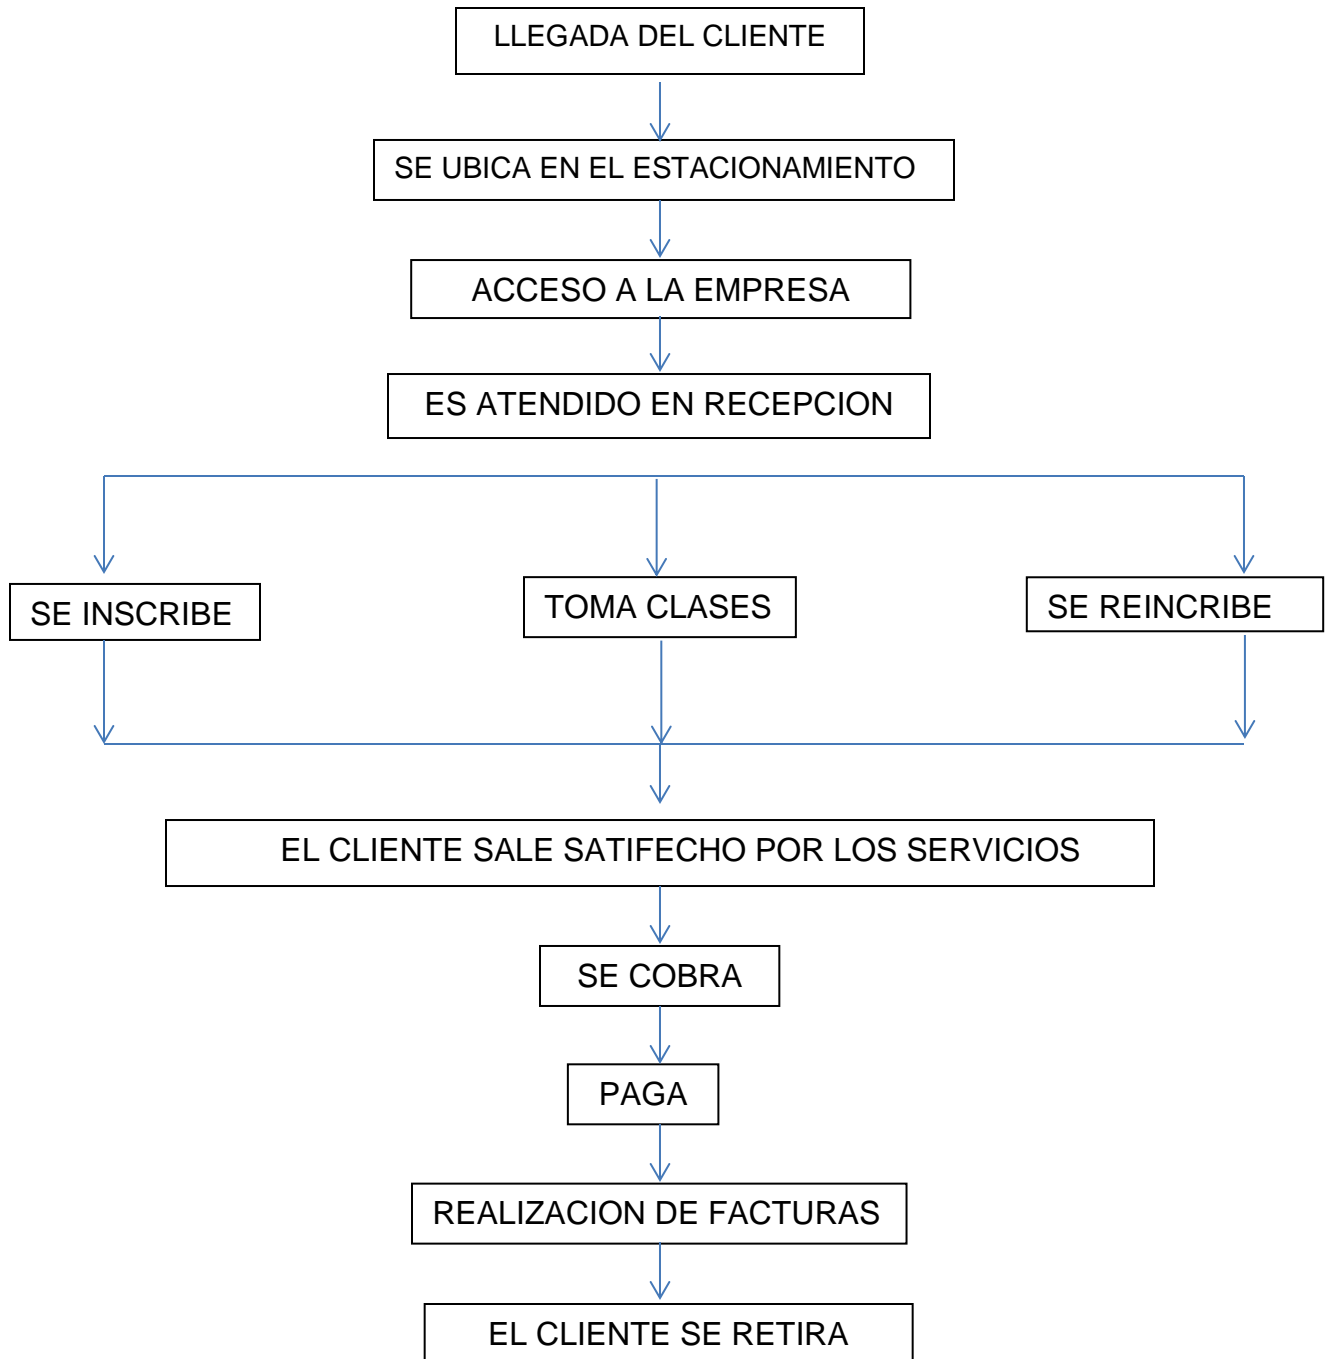 LLEGADA DEL CLIENTE
SE UBICA EN EL ESTACIONAMIENTO
ACCESO A LA EMPRESA
ES ATENDIDO EN RECEPCION
SE INSCRIBE
TOMA CLASES
SE REINCRIBE
EL CLIENTE SALE SATIFECHO POR LOS SERVICIOS
SE COBRA
PAGA
REALIZACION DE FACTURAS
EL CLIENTE SE RETIRA